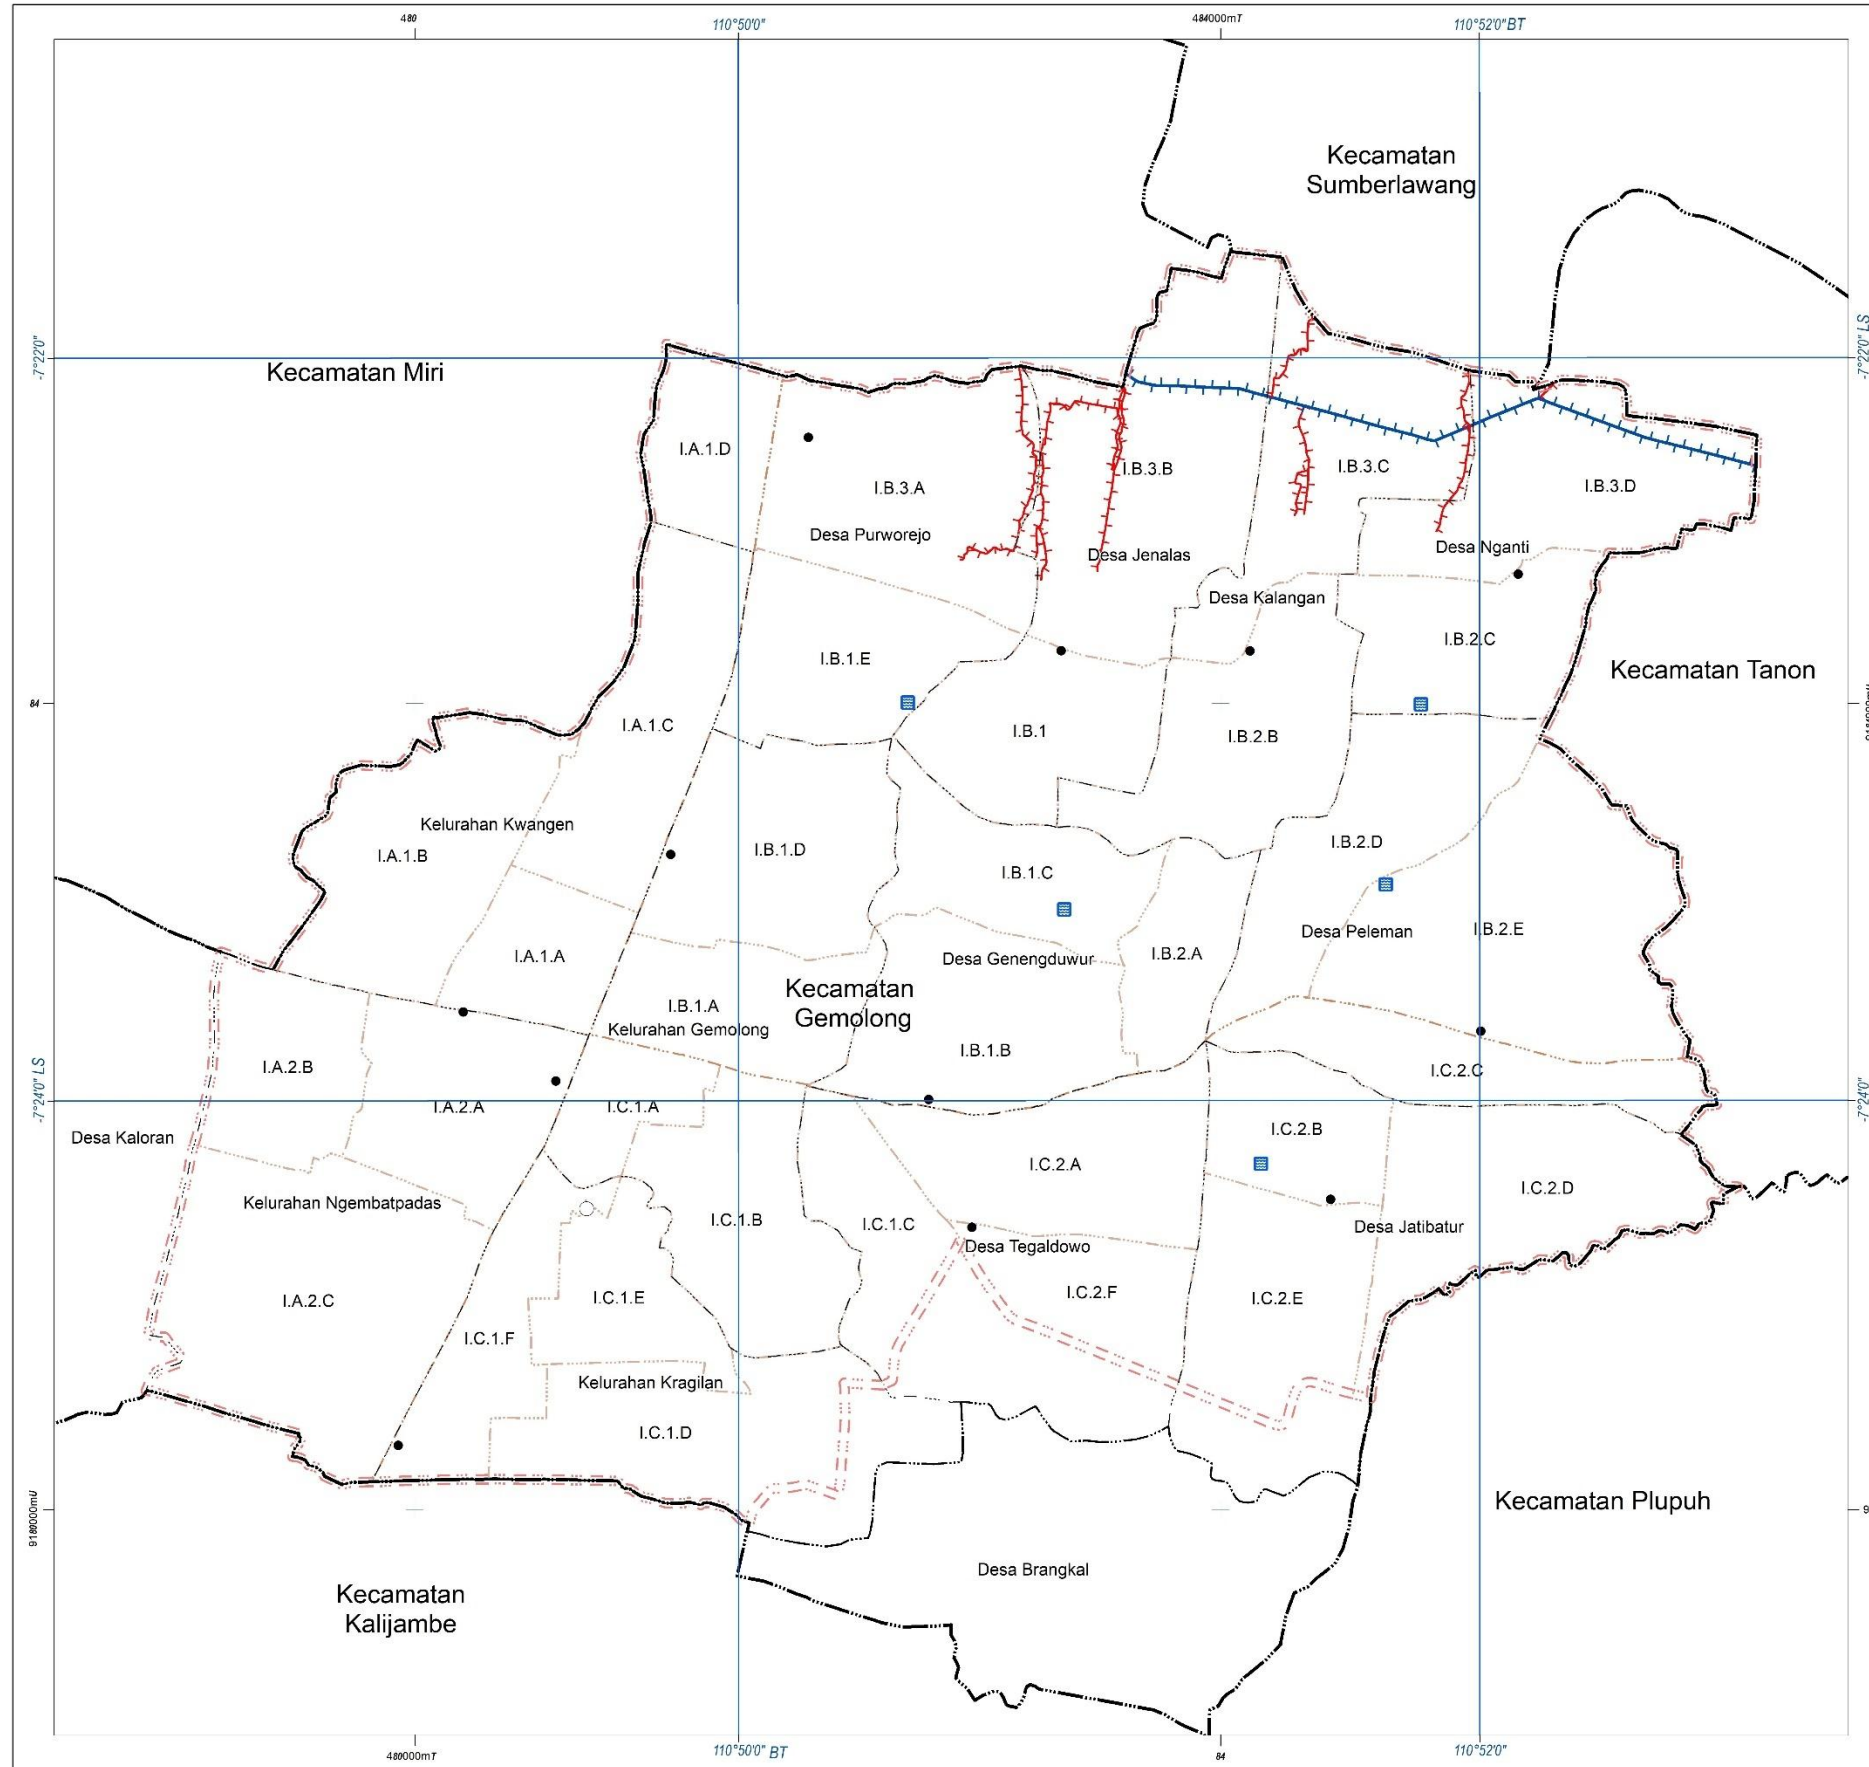 480
110°50'0"
484000mT
110°52'0" BT
Kecamatan
Sumberlawang
-7°22'0"
-7°22'0" LS
Kecamatan Miri
I.A.1.D
I.B.3.A
I.B.3.B
I.B.3.C
I.B.3.D
Desa Purworejo
Desa Jenalas
Desa Nganti
Desa Kalangan
I.B.2.C
I.B.1.E
Kecamatan Tanon
84
I.A.1.C
I.B.1
I.B.2.B
Kelurahan Kwangen
I.A.1.B
I.B.1.D
I.B.2.D
I.B.1.C
I.A.1.A
Desa Genengduwur
I.B.2.A
Desa Peleman
I.B.2.E
Kecamatan
Gemolong
I.B.1.A
Kelurahan Gemolong
I.B.1.B
I.A.2.B
I.C.2.C
-7°24'0" LS
-7°24'0"
I.A.2.A
I.C.1.A
Desa Kaloran
I.C.2.B
I.C.2.A
Kelurahan Ngembatpadas
I.C.2.D
I.C.1.B
I.C.1.C
Desa Tegaldowo
Desa Jatibatur
I.A.2.C
I.C.1.E
I.C.2.F
I.C.2.E
I.C.1.F
Kelurahan Kragilan
I.C.1.D
Kecamatan Plupuh
9180000mU
9
Desa Brangkal
Kecamatan
Kalijambe
480000mT
110°50'0" BT
84
110°52'0"